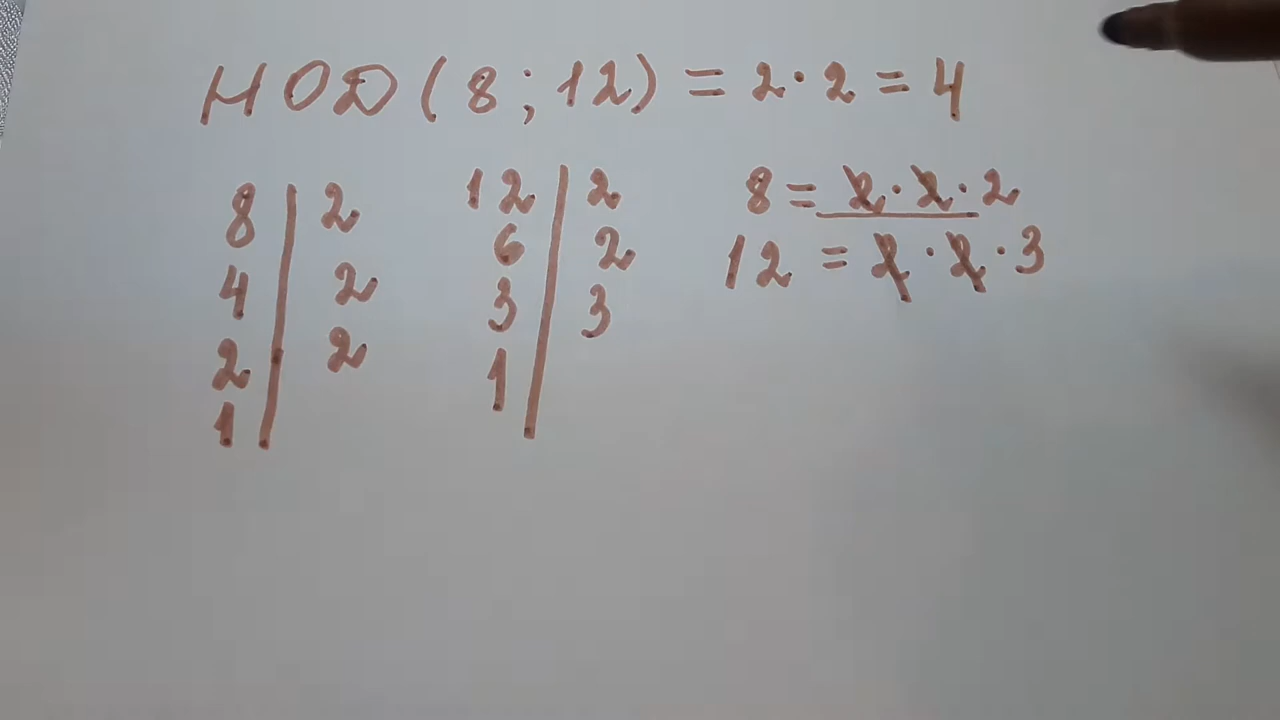 НОД (8; 12) = 2·2 = 4
8 | 2
4 | 2
2 | 2
1 |
12 | 2
6 | 2
3 | 3
1 |
8 = 2·2·2
12 = 2·2·3